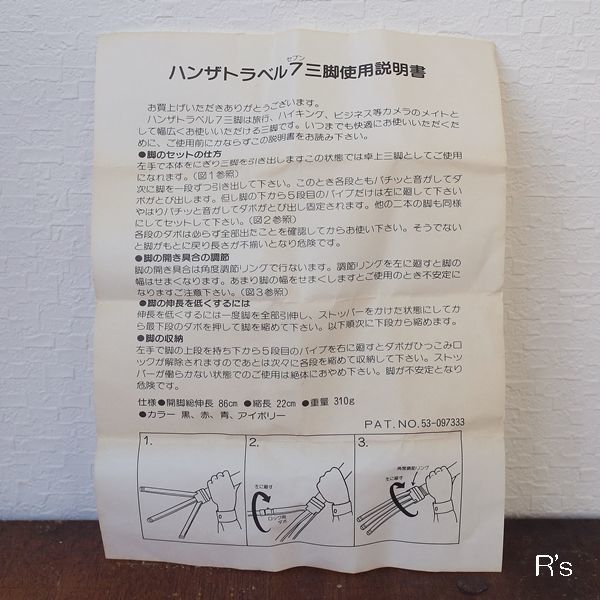 セブン
ハンザトラベル7三脚使用説明書
お買上げいただきありがとうございます。
ハンザトラベル7三脚は旅行、ハイキング、ビジネス等カメラのメイトと
して幅広くお使いいただける三脚です。いつまでも快適にお使いいただくた
めに、ご使用前にかならずこの説明書をお読み下さい。
●脚のセットの仕方
左手で本体をにぎり三脚を引き出しますこの状態では卓上三脚としてご使用
になれます。(図1参照)
次に脚を一段ずつ引き出して下さい。このとき各段ともパチッと音がしてダ
ボがとび出します。但し脚の下から5段目のパイプだけは左に廻して下さい
やはりパチッと音がしてダボがとび出し固定されます。他の二本の脚も同様
にしてセットして下さい。(図2参照)
各段のダボは必らず全部出たことを確認してからお使い下さい。そうでない
と脚がもとに戻り長さが不揃いとなり危険です。
●脚の開き具合の調節
脚の開き具合は角度調節リングで行ないます。調節リングを左に廻すと脚の
幅はせまくなります。あまり脚の幅をせまくしますとご使用のとき不安定に
なりますご注意下さい。(図3参照)
●脚の伸長を低くするには
伸長を低くするには一度脚を全部引伸し、ストッパーをかけた状態にしてか
ら最下段のダボを押して脚を縮めて下さい。以下順次に下段から縮めます。
●脚の収納
左手で脚の上段を持ち下から5段目のパイプを右に廻すとダボがひっこみロ
ックが解除されますのであとは次々に各段を縮めて収納して下さい。ストッ
パーが働らかない状態でのご使用は絶体におやめ下さい。脚が不安定となり
危険です。
仕様●開脚総伸長 86cm ●縮長 22cm ●重量 310g
●カラー 黒、赤、青、アイボリー
PAT.NO.53-097333
1.
2.
左に廻す
ロック用
ダボ
3.
角度調節リング
左に廻す
R's